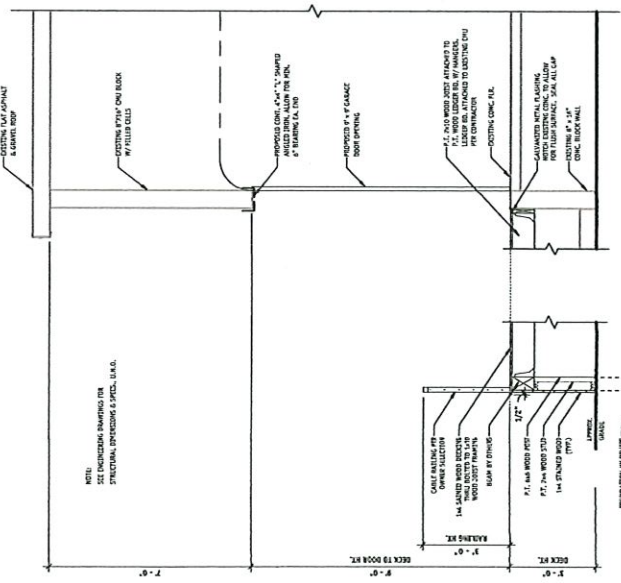 EXISTING FLAT ASPHALT
& GRAVEL ROOF
EXISTING 8"x16" CMU BLOCK
W/ FILLED CELLS
NOTE:
SEE ENGINEERING DRAWINGS FOR
STRUCTURAL DIMENSIONS & SPECS., U.N.O.
PROPOSED CONT. 4"x4" "L" SHAPED
ANGLED IRON, ALLOW FOR MIN.
6" BEARING EA. END
PROPOSED 9' x 9' GARAGE
DOOR OPENING
P.T. 2x10 WOOD JOIST ATTACHED TO
P.T. WOOD LEDGER BD. W/ HANGERS,
LEDGER BD. ATTACHED TO EXISTING CMU
PER CONTRACTOR
EXISTING CONC. FLR.
GALVANIZED METAL FLASHING
NOTCH EXISTING CONC. TO ALLOW
FOR FLUSH SURFACE, SEAL ALL GAP
EXISTING 8" x 16"
CONC. BLOCK WALL
CABLE RAILING PER
OWNER SELECTION
1x6 STAINED WOOD DECKING
THRU BOLTED TO
WOOD JOIST FRAMING
BEAM BY OTHERS
1/2"
P.T. 6x6 WOOD POST
P.T. 2x4 WOOD STUD
1x4 STAINED WOOD
(TYP.)
APPROX.
GRADE
7' - 0"
9' - 0"
DECK TO DOOR HT.
3' - 0"
RAILING HT.
3' - 0"
DECK HT.